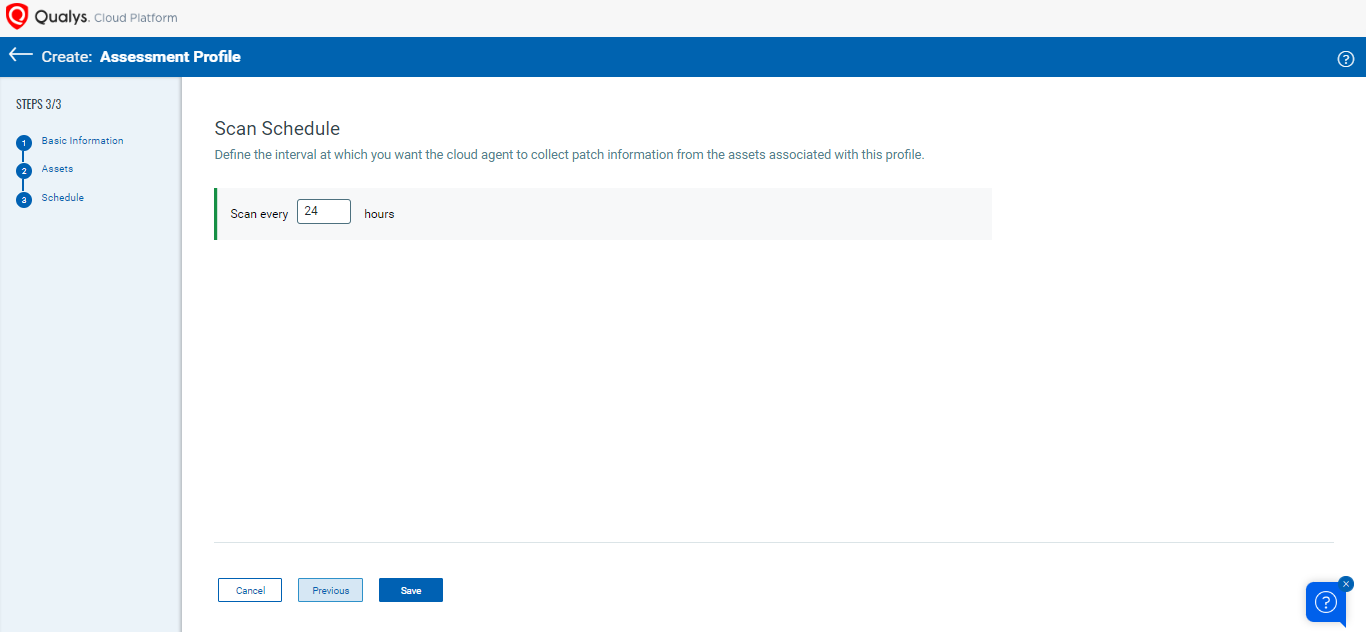 Qualys. Cloud Platform
Create: Assessment Profile
STEPS 3/3
1 Basic Information
2 Assets
3 Schedule
Scan Schedule
Define the interval at which you want the cloud agent to collect patch information from the assets associated with this profile.
Scan every 24 hours
Cancel Previous Save